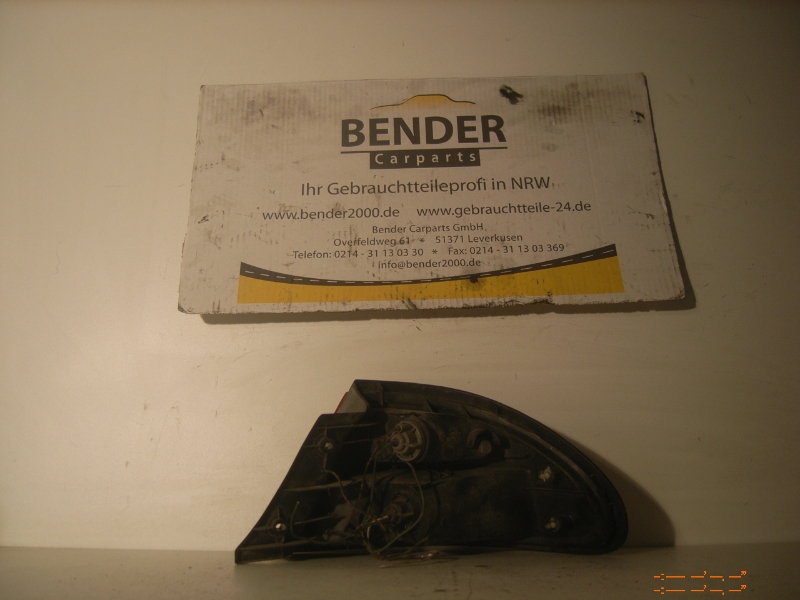 BENDER
Carparts
Ihr Gebrauchtteileprofi in NRW
www.bender2000.de www.gebrauchtteile-24.de
Bender Carparts GmbH
Overfeldweg 61 * 51371 Leverkusen
Telefon: 0214 - 31 13 03 30 * Fax: 0214 - 31 13 03 369
info@bender2000.de